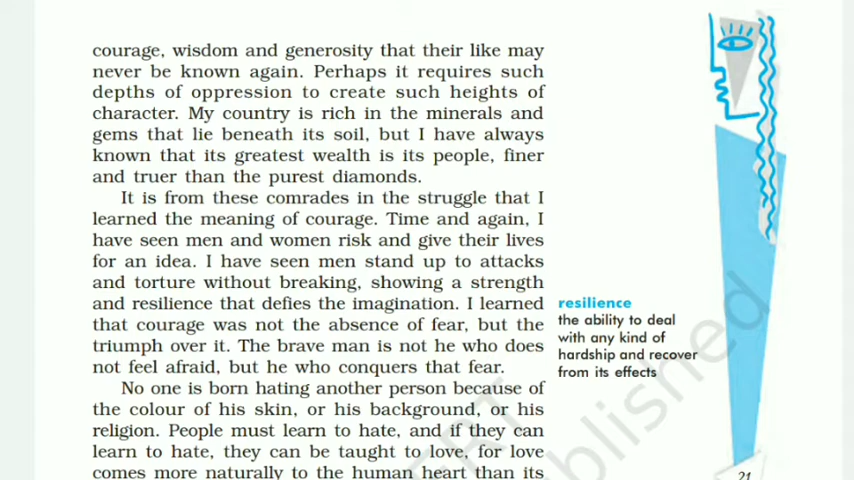 courage, wisdom and generosity that their like may
never be known again. Perhaps it requires such
depths of oppression to create such heights of
character. My country is rich in the minerals and
gems that lie beneath its soil, but I have always
known that its greatest wealth is its people, finer
and truer than the purest diamonds.
It is from these comrades in the struggle that I
learned the meaning of courage. Time and again, I
have seen men and women risk and give their lives
for an idea. I have seen men stand up to attacks
and torture without breaking, showing a strength
and resilience that defies the imagination. I learned
that courage was not the absence of fear, but the
triumph over it. The brave man is not he who does
not feel afraid, but he who conquers that fear.
No one is born hating another person because of
the colour of his skin, or his background, or his
religion. People must learn to hate, and if they can
learn to hate, they can be taught to love, for love
comes more naturally to the human heart than its
resilience
the ability to deal
with any kind of
hardship and recover
from its effects
21